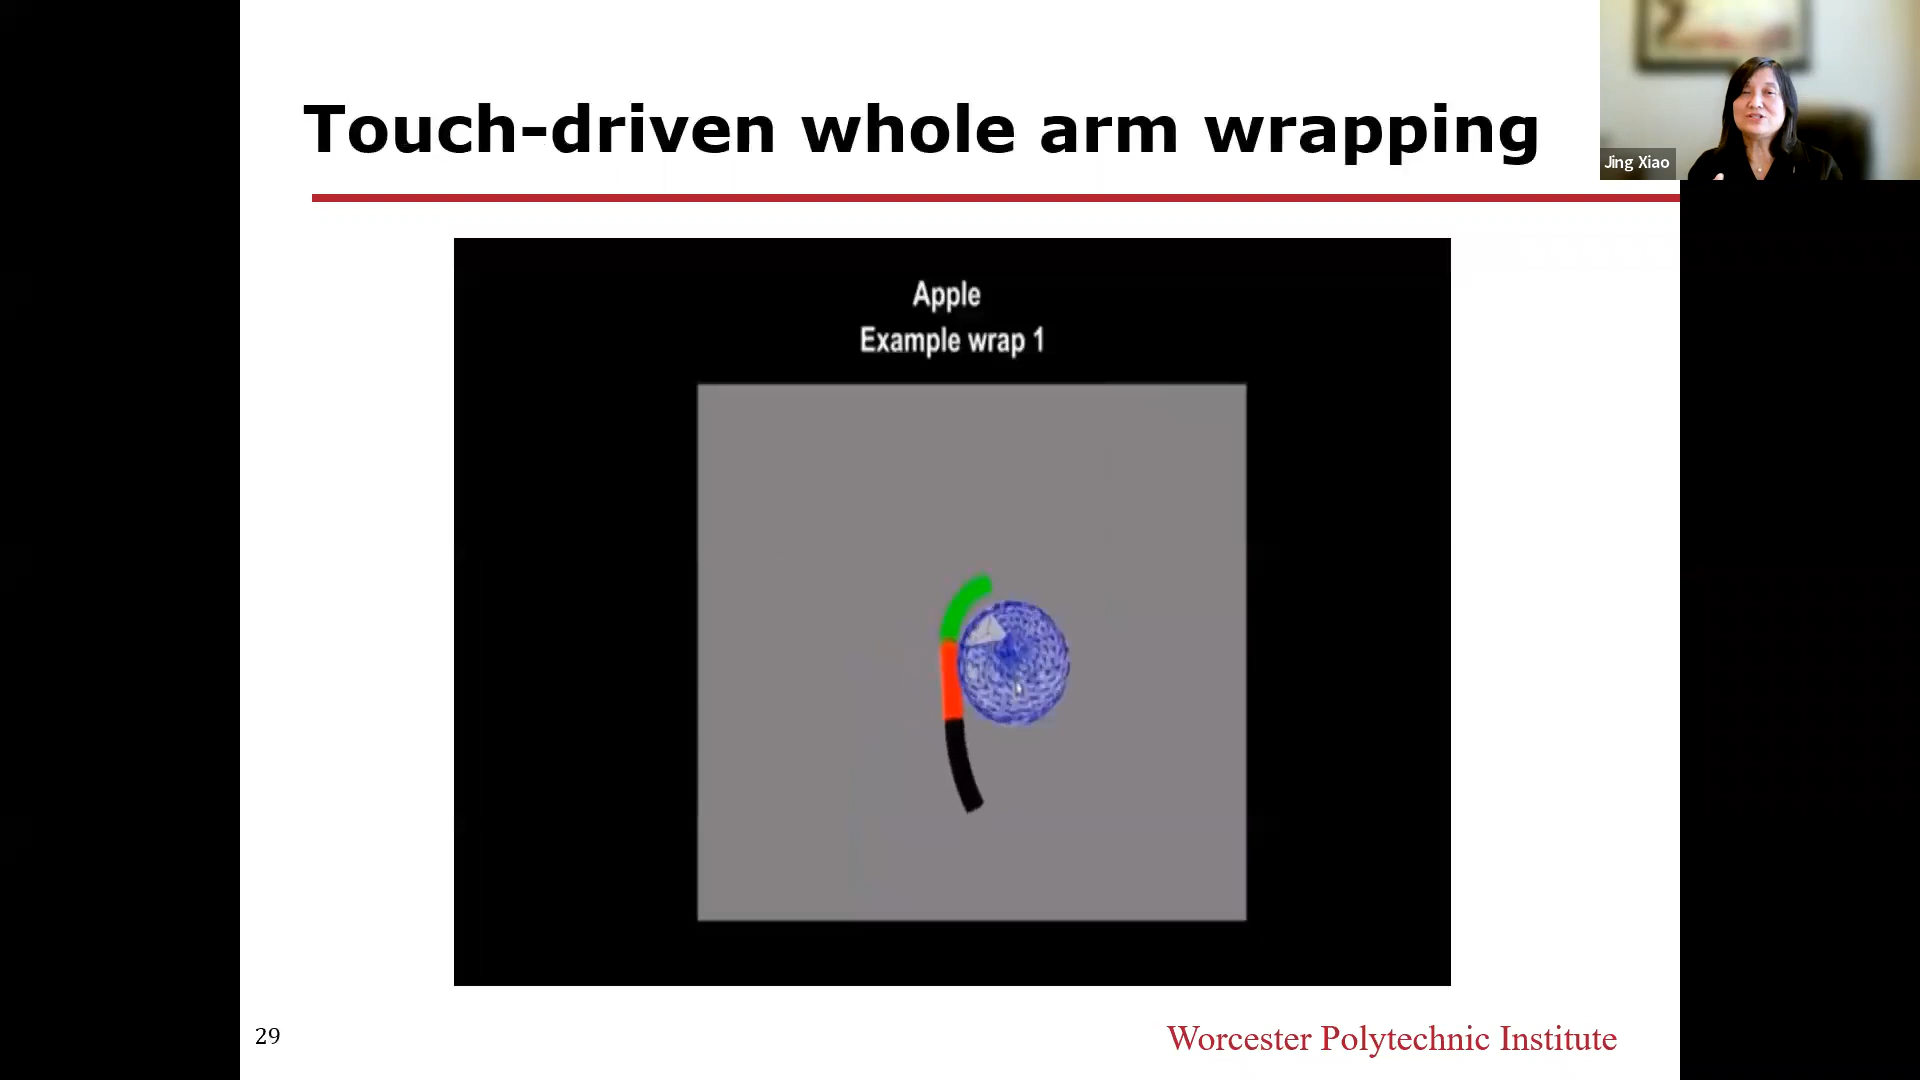 Touch-driven whole arm wrapping
Jing Xiao
Apple
Example wrap 1
29
Worcester Polytechnic Institute